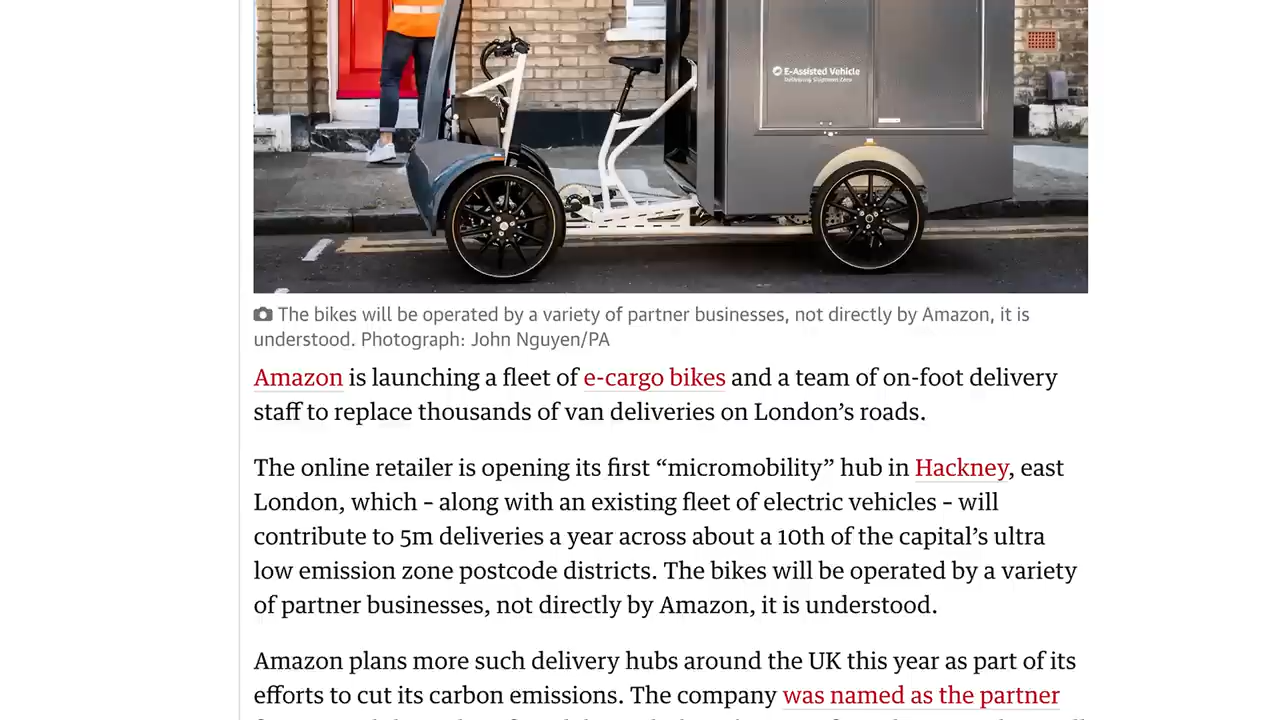 E-Assisted Vehicle
The bikes will be operated by a variety of partner businesses, not directly by Amazon, it is
understood. Photograph: John Nguyen/PA
Amazon is launching a fleet of e-cargo bikes and a team of on-foot delivery
staff to replace thousands of van deliveries on London’s roads.
The online retailer is opening its first “micromobility” hub in Hackney, east
London, which – along with an existing fleet of electric vehicles – will
contribute to 5m deliveries a year across about a 10th of the capital’s ultra
low emission zone postcode districts. The bikes will be operated by a variety
of partner businesses, not directly by Amazon, it is understood.
Amazon plans more such delivery hubs around the UK this year as part of its
efforts to cut its carbon emissions. The company was named as the partner